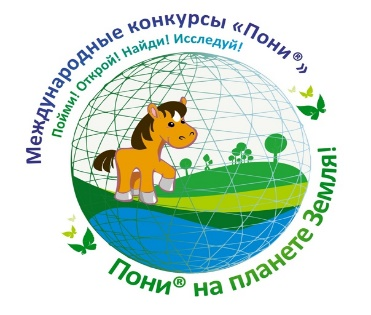 Международные конкурсы «Пони®»
Пойми! Открой! Найди! Исследуй!
Пони® на планете Земля!